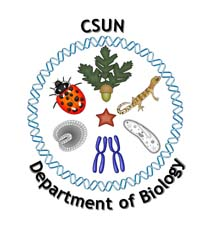 CSUN
Department of Biology